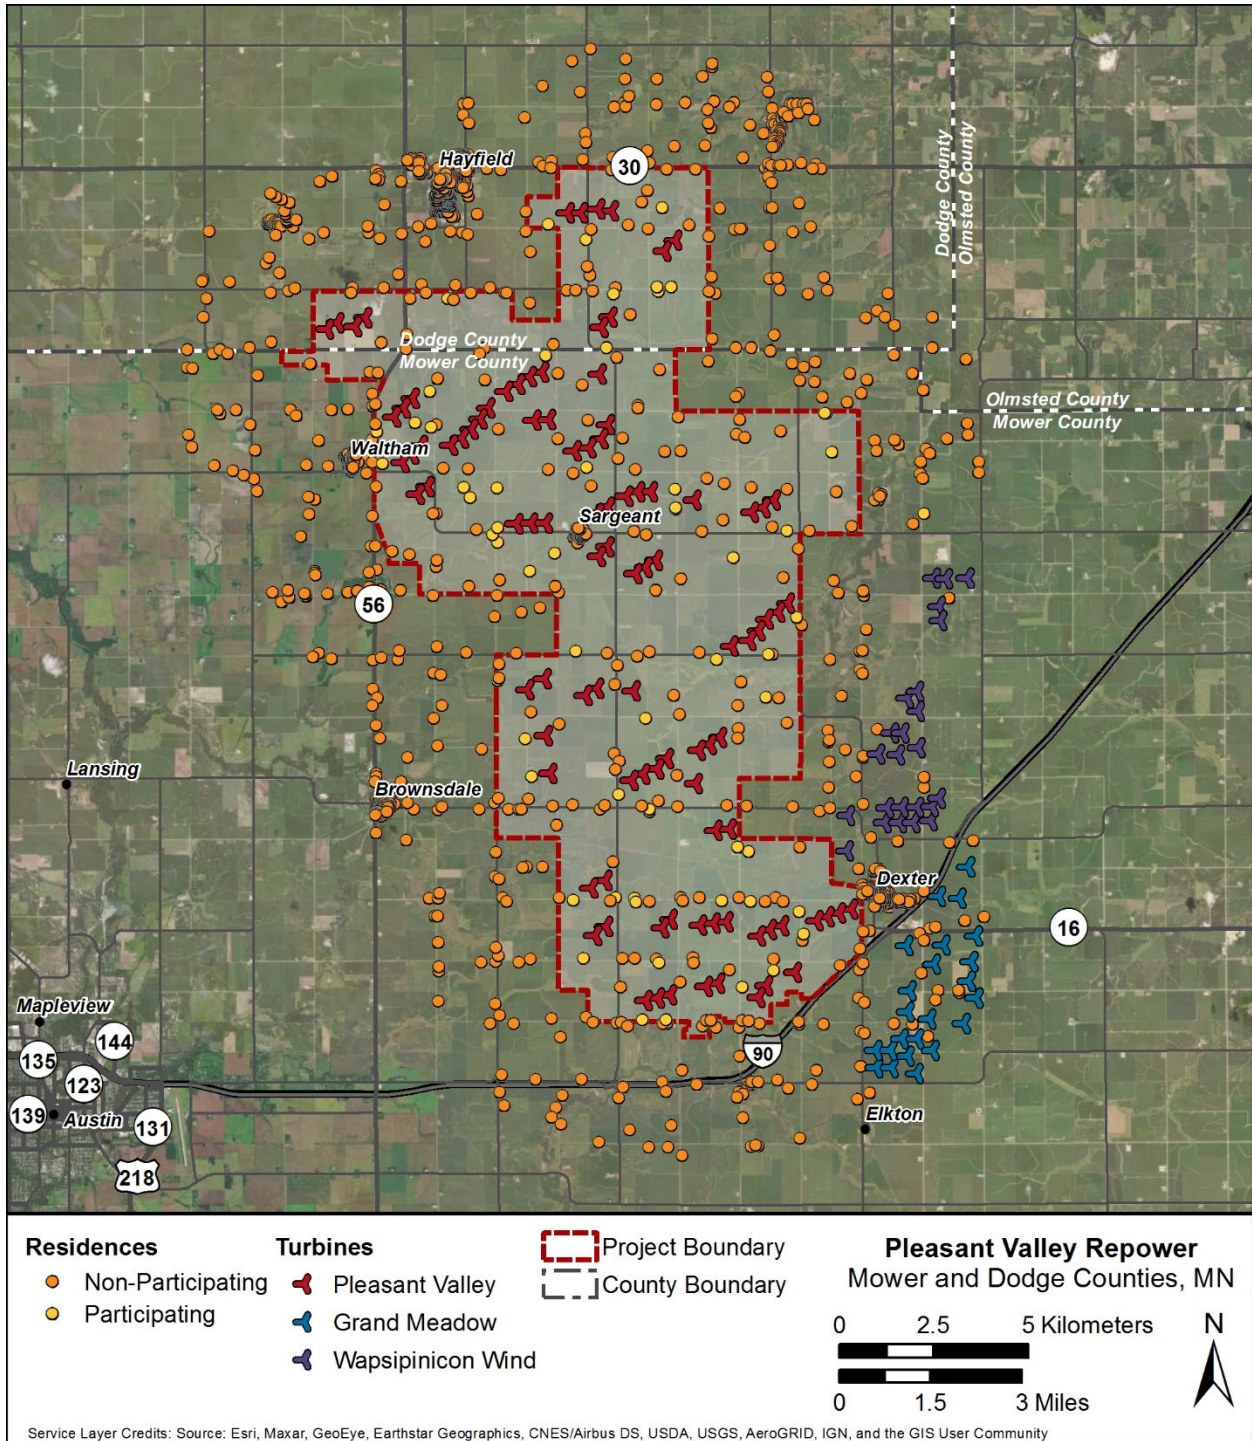 Hayfield
30
Dodge County
Olmsted County
Dodge County
Mower County
Olmsted County
Mower County
Waltham
Sargeant
56
Lansing
Brownsdale
Dexter
16
Mapleview
144
135
90
123
139
Austin
131
Elkton
218
Residences
Non-Participating
Participating
Turbines
Pleasant Valley
Grand Meadow
Wapsipinicon Wind
Project Boundary
County Boundary
Pleasant Valley Repower
Mower and Dodge Counties, MN
0 2.5 5 Kilometers
0 1.5 3 Miles
N
Service Layer Credits: Source: Esri, Maxar, GeoEye, Earthstar Geographics, CNES/Airbus DS, USDA, USGS, AeroGRID, IGN, and the GIS User Community